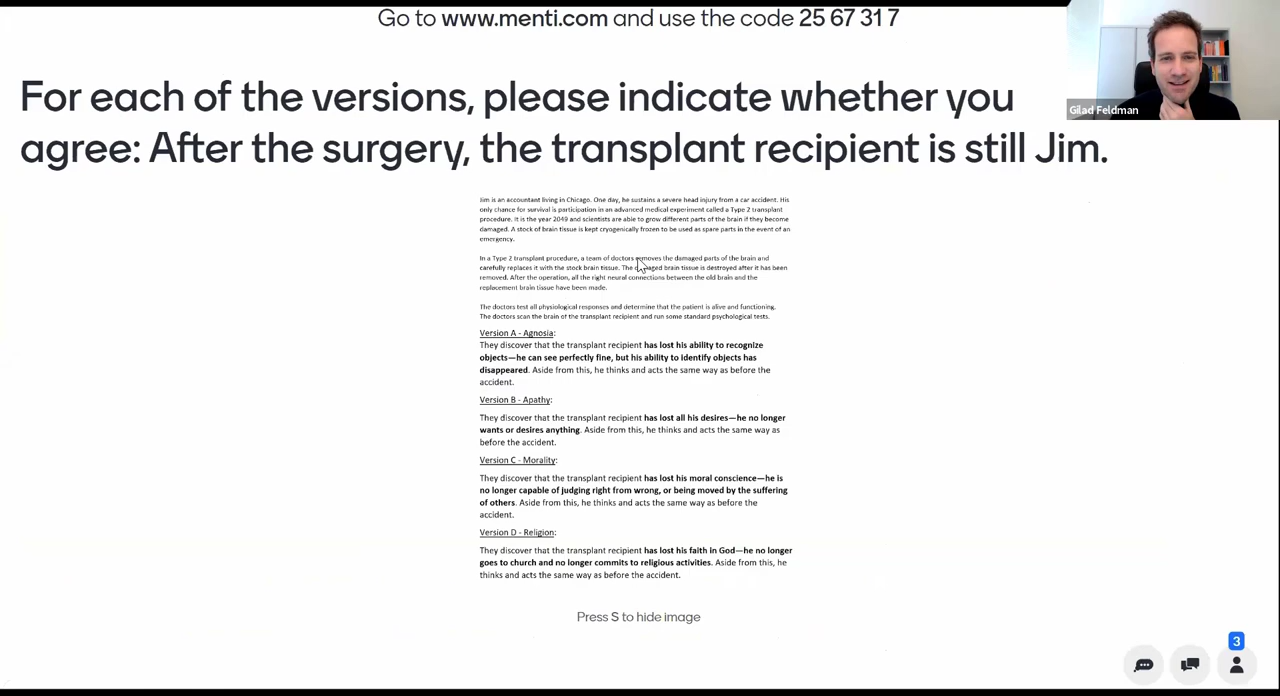 Go to www.menti.com and use the code 25 67 31 7
Gilad Feldman
For each of the versions, please indicate whether you
agree: After the surgery, the transplant recipient is still Jim.
Jim is an accountant living in Chicago. One day, he sustains a severe head injury from a car accident. His
only chance for survival is participation in an advanced medical experiment called a Type 2 transplant
procedure. It is the year 2049 and scientists are able to grow different parts of the brain if they become
damaged. A stock of brain tissue is kept cryogenically frozen to be used as spare parts in the event of an
emergency.
In a Type 2 transplant procedure, a team of doctors removes the damaged parts of the brain and
carefully replaces it with the stock brain tissue. The damaged brain tissue is destroyed after it has been
removed. After the operation, all the right neural connections between the old brain and the
replacement brain tissue have been made.
The doctors test all physiological responses and determine that the patient is alive and functioning.
The doctors scan the brain of the transplant recipient and run some standard psychological tests.
Version A - Agnosia:
They discover that the transplant recipient has lost his ability to recognize
objects—he can see perfectly fine, but his ability to identify objects has
disappeared. Aside from this, he thinks and acts the same way as before the
accident.
Version B - Apathy:
They discover that the transplant recipient has lost all his desires—he no longer
wants or desires anything. Aside from this, he thinks and acts the same way as
before the accident.
Version C - Morality:
They discover that the transplant recipient has lost his moral conscience—he is
no longer capable of judging right from wrong, or being moved by the suffering
of others. Aside from this, he thinks and acts the same way as before the
accident.
Version D - Religion:
They discover that the transplant recipient has lost his faith in God—he no longer
goes to church and no longer commits to religious activities. Aside from this, he
thinks and acts the same way as before the accident.
Press S to hide image
3